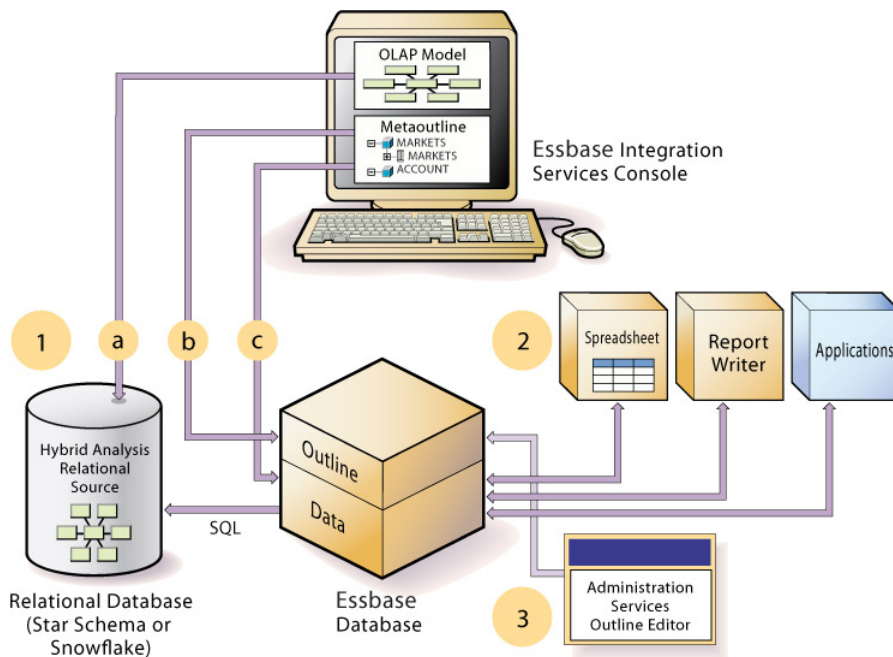 OLAP Model
Metaoutline
MARKETS
MARKETS
ACCOUNT
Essbase Integration
Services Console
1
a
b
c
2
Spreadsheet
Report
Writer
Applications
Hybrid Analysis
Relational
Source
SQL
Outline
Data
Relational Database
(Star Schema or
Snowflake)
Essbase
Database
3
Administration
Services
Outline Editor